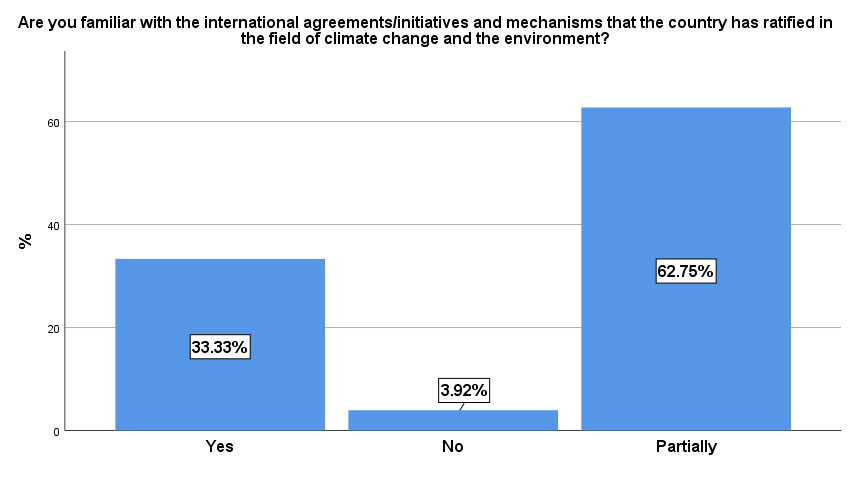 Are you familiar with the international agreements/initiatives and mechanisms that the country has ratified in
the field of climate change and the environment?
60
40
20
0
%
33.33%
3.92%
62.75%
Yes
No
Partially